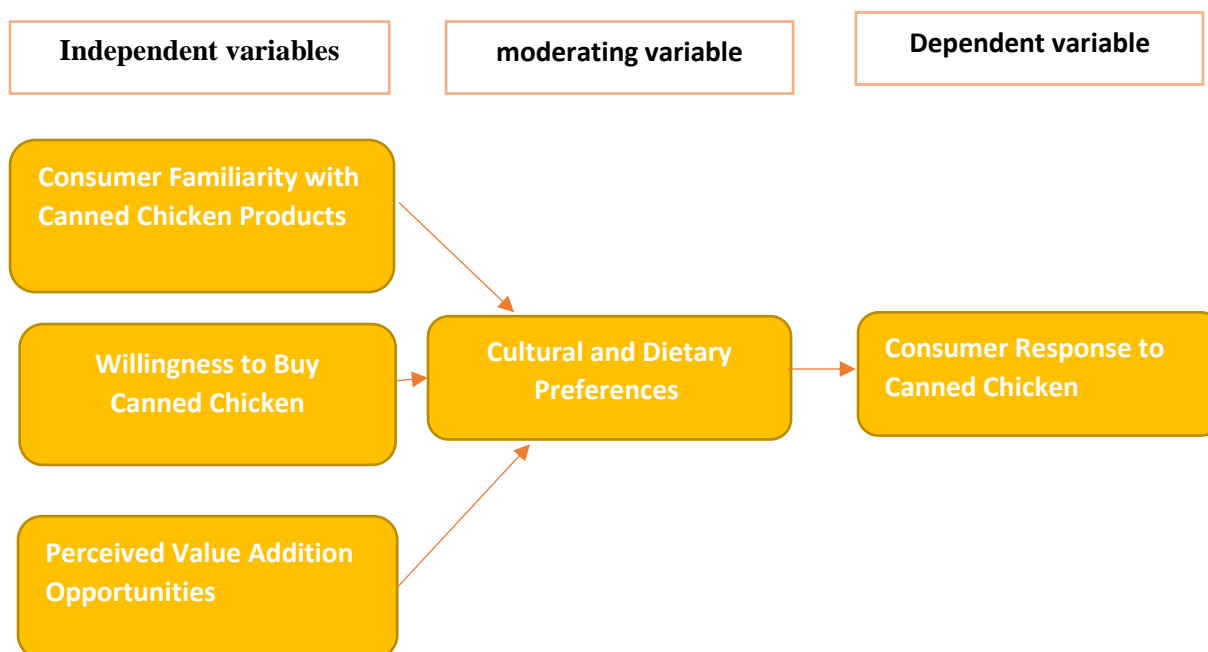 Independent variables
moderating variable
Dependent variable
Consumer Familiarity with
Canned Chicken Products
Willingness to Buy
Canned Chicken
Perceived Value Addition
Opportunities
Cultural and Dietary
Preferences
Consumer Response to
Canned Chicken